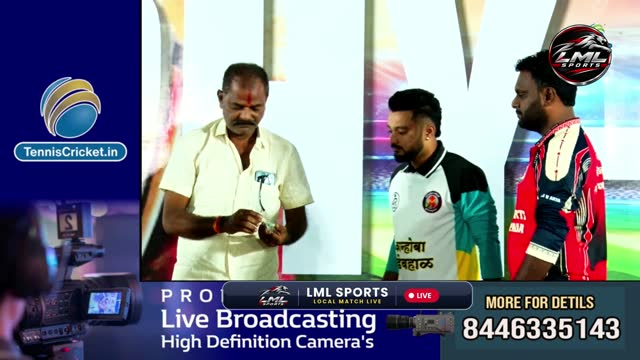 LML
SPORTS
TennisCricket.in
कान्होबा
LML SPORTS
LOCAL MATCH LIVE
LIVE
Live Broadcasting
High Definition Camera's
MORE FOR DETILS
8446335143
2